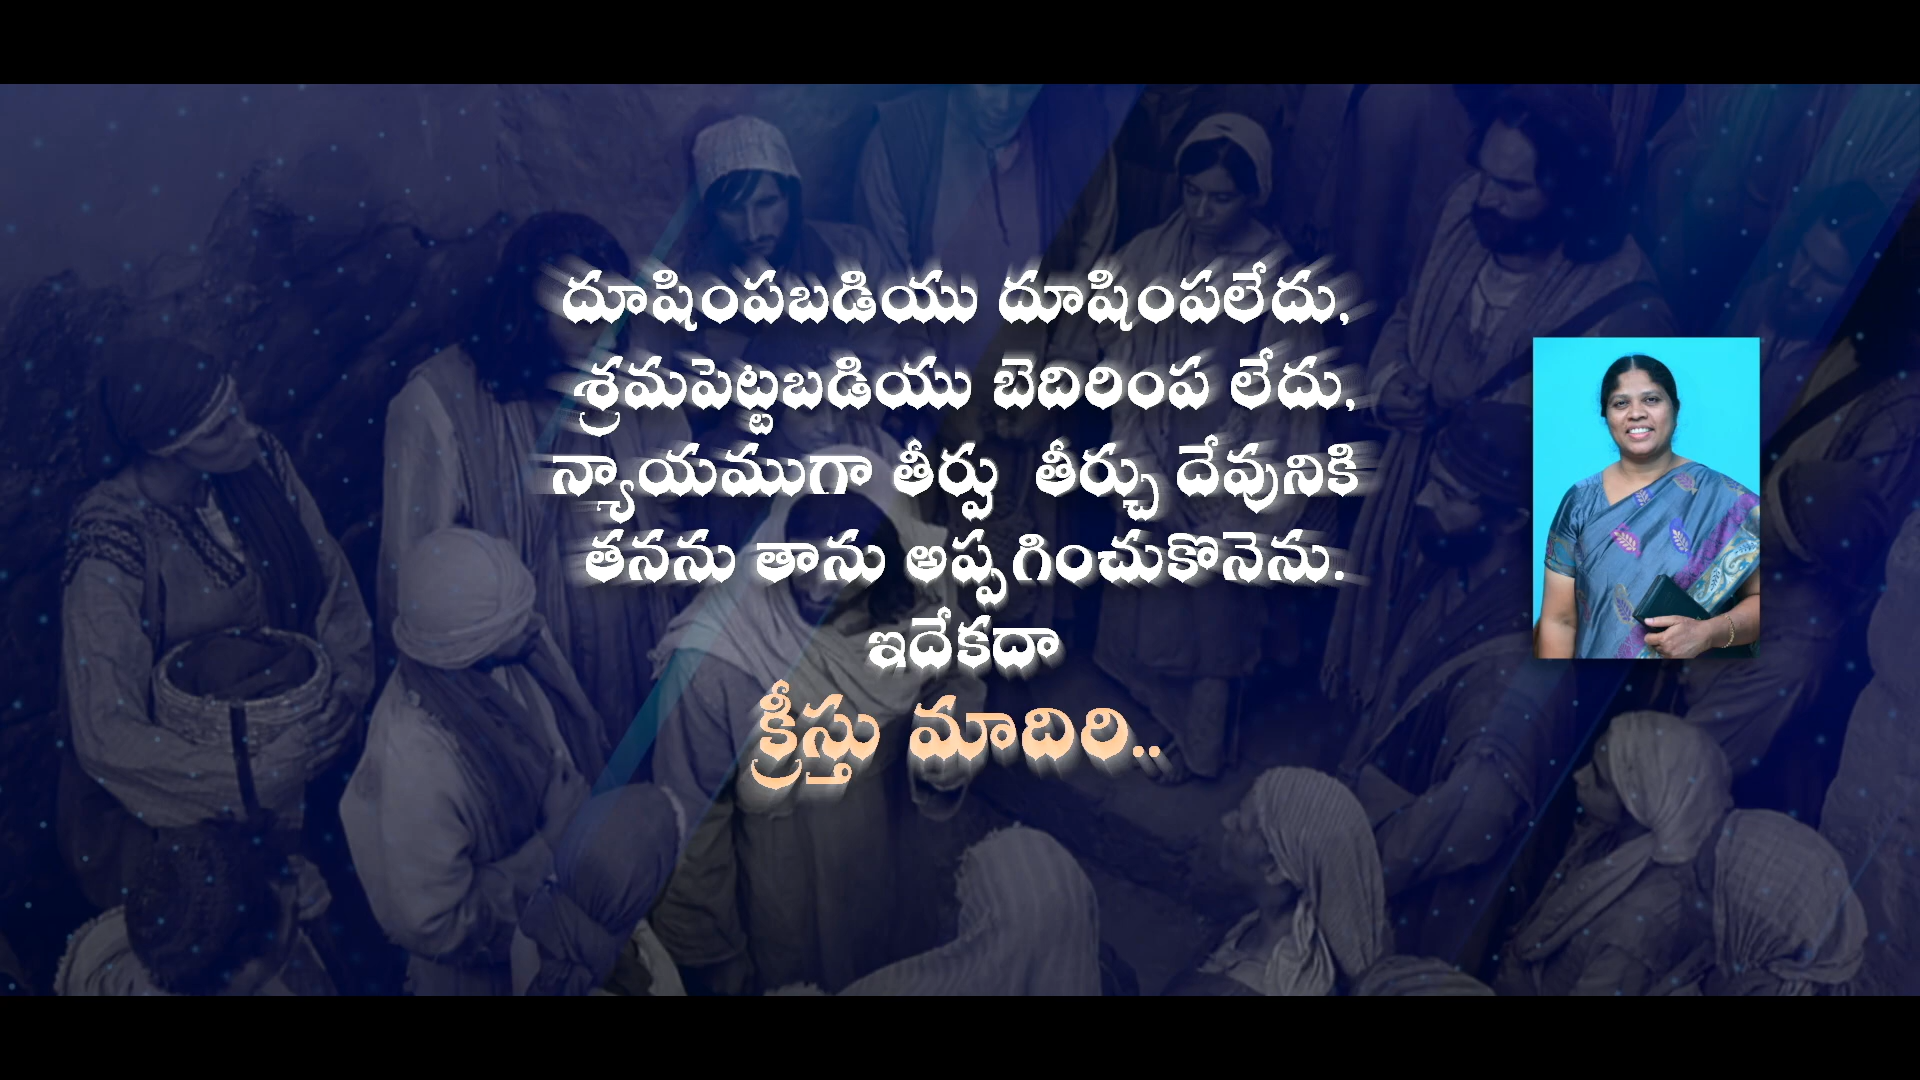 దూషింపబడియు దూషింపలేదు,
శ్రమపెట్టబడియు బెదిరింప లేదు,
న్యాయముగా తీర్పు తీర్చు దేవునికి
తనను తాను అప్పగించుకొనెను.
ఇదేకదా
క్రీస్తు మాదిరి..